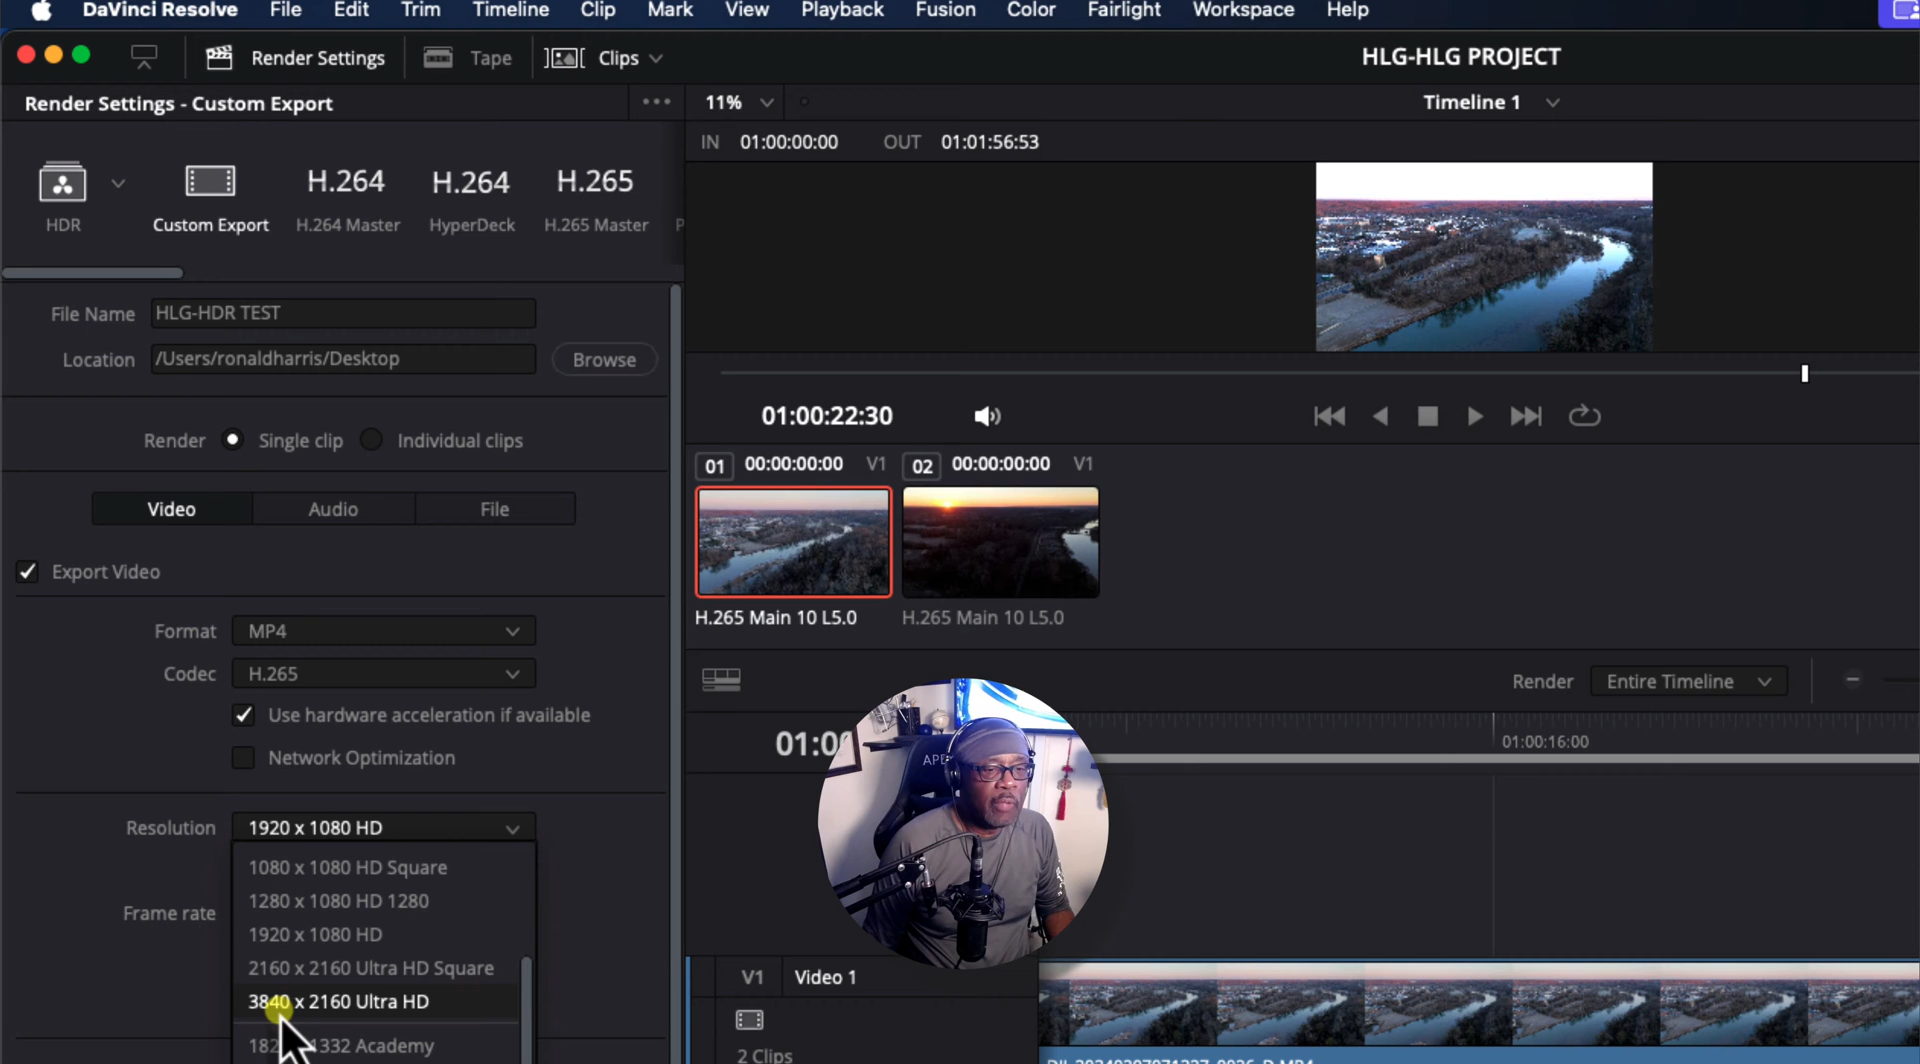 DaVinci Resolve File Edit Trim Timeline Clip Mark View Playback Fusion Color Fairlight Workspace Help
Render Settings Tape Clips HLG-HLG PROJECT
Render Settings - Custom Export 11% Timeline 1
IN 01:00:00:00 OUT 01:01:56:53
H.264 H.264 H.265
HDR Custom Export H.264 Master HyperDeck H.265 Master P
File Name HLG-HDR TEST
Location /Users/ronaldharris/Desktop Browse
01:00:22:30
Render Single clip Individual clips
01 00:00:00:00 V1 02 00:00:00:00 V1
Video Audio File
Export Video
H.265 Main 10 L5.0 H.265 Main 10 L5.0
Format MP4
Codec H.265
Render Entire Timeline
Use hardware acceleration if available
Network Optimization
01:00
01:00:16:00
Resolution 1920 x 1080 HD
1080 x 1080 HD Square
1280 x 1080 HD 1280
Frame rate
1920 x 1080 HD
2160 x 2160 Ultra HD Square
V1 Video 1
3840 x 2160 Ultra HD
1332 Academy
2 Clips